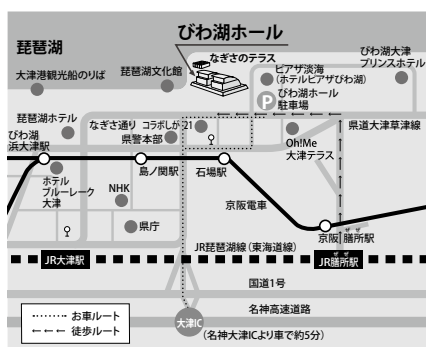 琵琶湖
びわ湖ホール
なぎさのテラス
大津港観光船のりば
琵琶湖文化館
ピアザ淡海
(ホテルピアザびわ湖)
びわ湖大津
プリンスホテル
P
びわ湖ホール
駐車場
琵琶湖ホテル
なぎさ通り
コラボしが21
県警本部
県道大津草津線
びわ湖
浜大津駅
Oh!Me
大津テラス
ホテル
ブルーレーク
大津
島ノ関駅
石場駅
NHK
京阪電車
県庁
京阪 膳所駅
ぜぜ
JR琵琶湖線(東海道線)
JR大津駅
JR膳所駅
ぜぜ
国道1号
名神高速道路
お車ルート
徒歩ルート
大津IC
(名神大津ICより車で約5分)